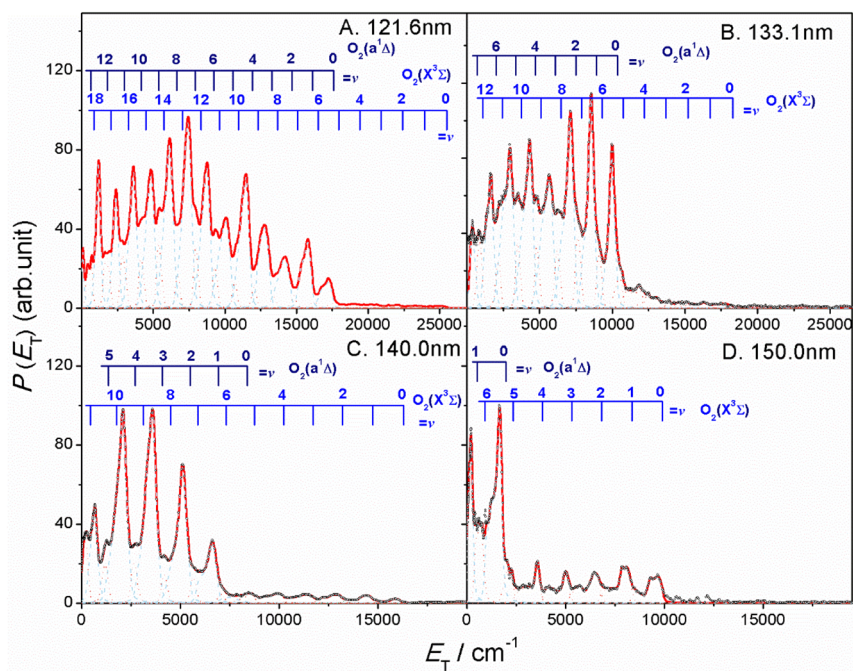 A. 121.6nm
12 10 8 6 4 2 0 O₂(a¹Δ)
=v
O₂(X³Σ)
18 16 14 12 10 8 6 4 2 0
=v
120
80
40
0
5000 10000 15000 20000 25000
B. 133.1nm
6 4 2 0 O₂(a¹Δ)
=v
12 10 8 6 4 2 0
=v O₂(X³Σ)
5000 10000 15000 20000 25000
C. 140.0nm
5 4 3 2 1 0 =v O₂(a¹Δ)
10 8 6 4 2 0 O₂(X³Σ)
=v
120
80
40
0
0 5000 10000 15000
D. 150.0nm
1 0
=v O₂(a¹Δ)
6 5 4 3 2 1 0
=v O₂(X³Σ)
0 5000 10000 15000
P(E_T) (arb.unit)
E_T / cm⁻¹